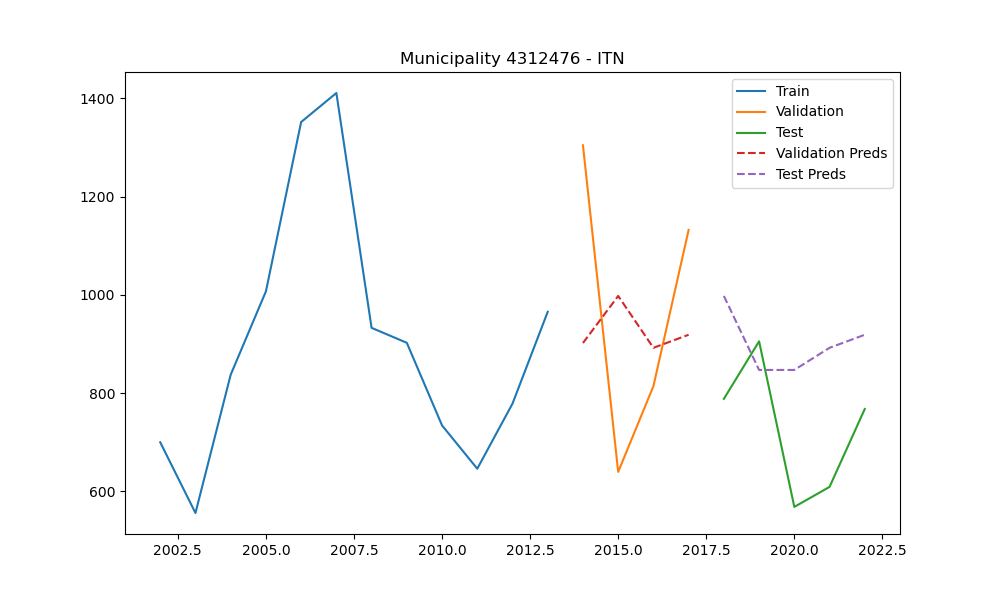 Municipality 4312476 - ITN
Train
Validation
Test
Validation Preds
Test Preds
1400
1200
1000
800
600
2002.5 2005.0 2007.5 2010.0 2012.5 2015.0 2017.5 2020.0 2022.5